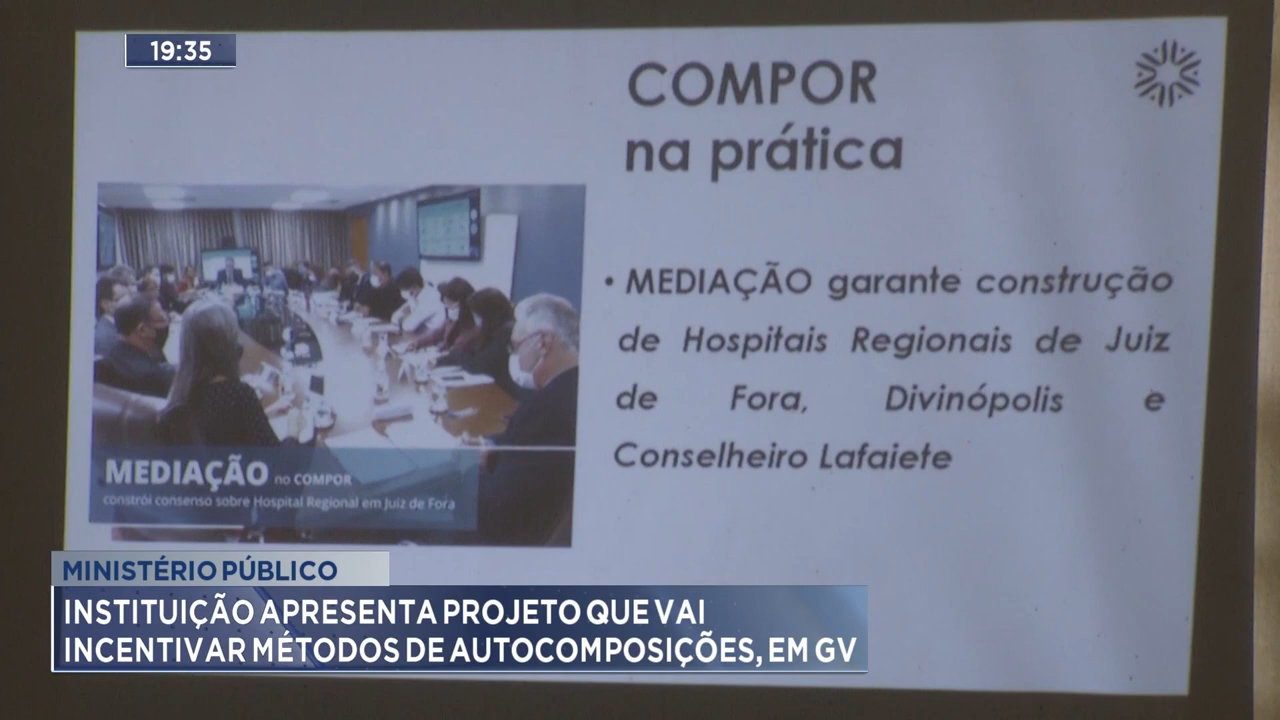 19:35
COMPOR
na prática
• MEDIAÇÃO garante construção
de Hospitais Regionais de Juiz
de Fora, Divinópolis e
Conselheiro Lafaiete
MEDIAÇÃO no COMPOR
constrói consenso sobre Hospital Regional em Juiz de Fora
MINISTÉRIO PÚBLICO
INSTITUIÇÃO APRESENTA PROJETO QUE VAI
INCENTIVAR MÉTODOS DE AUTOCOMPOSIÇÕES, EM GV